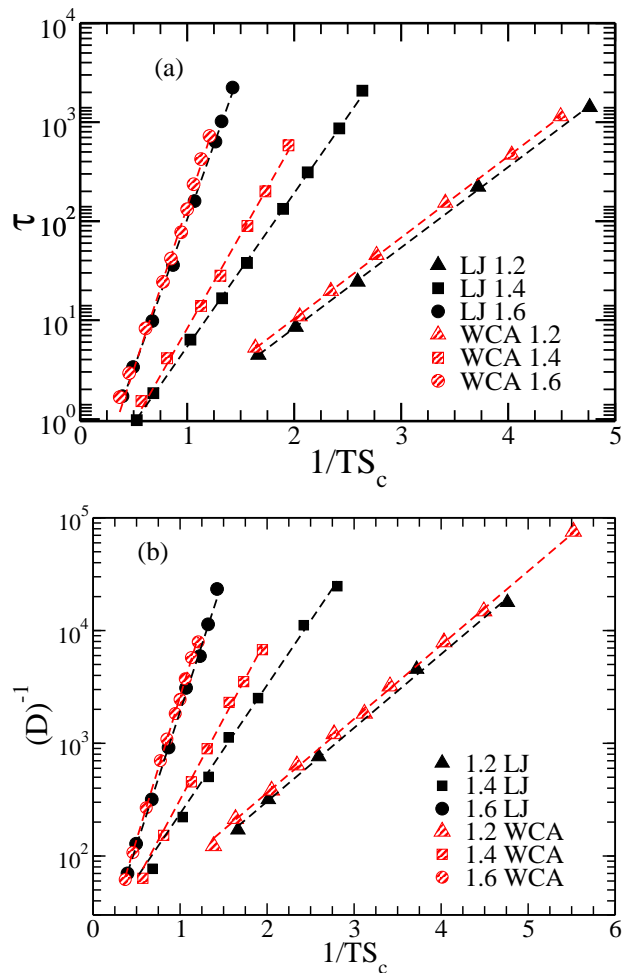 10^4
(a)
10^3
10^2
τ
10^1
10^0
LJ 1.2
LJ 1.4
LJ 1.6
WCA 1.2
WCA 1.4
WCA 1.6
0 1 2 3 4 5
1/TS_c
10^5
(b)
10^4
(D)^-1
10^3
10^2
1.2 LJ
1.4 LJ
1.6 LJ
1.2 WCA
1.4 WCA
1.6 WCA
0 1 2 3 4 5 6
1/TS_c